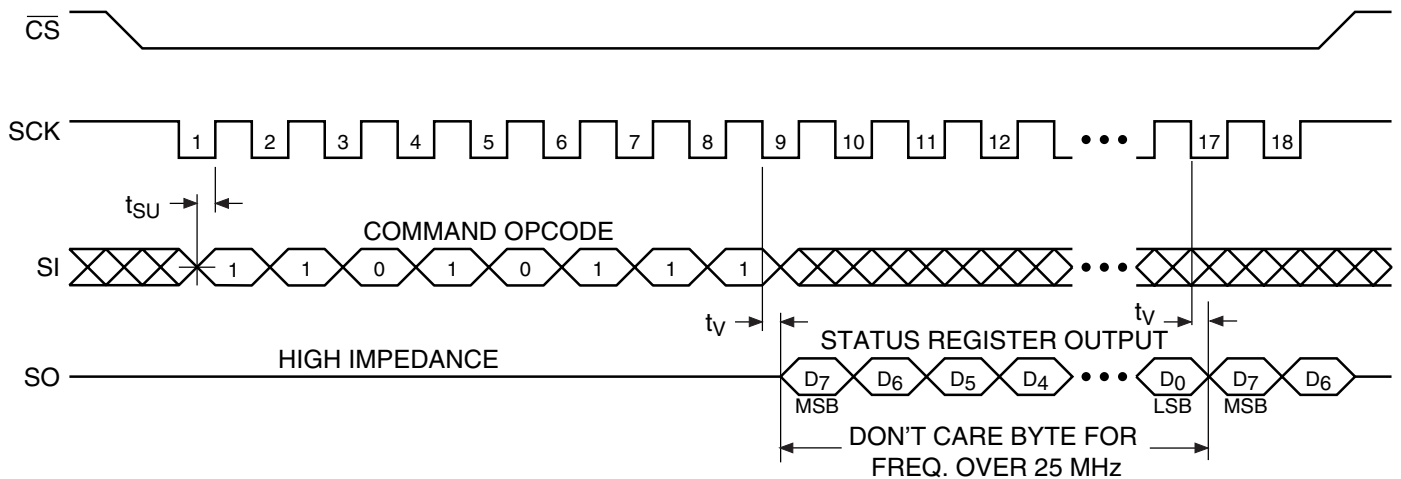 CS
SCK 1 2 3 4 5 6 7 8 9 10 11 12 ••• 17 18
tSU
COMMAND OPCODE
SI 1 1 0 1 0 1 1 1 •••
tV tV
STATUS REGISTER OUTPUT
HIGH IMPEDANCE
SO D7 D6 D5 D4 ••• D0 D7 D6
MSB LSB MSB
DON'T CARE BYTE FOR
FREQ. OVER 25 MHz